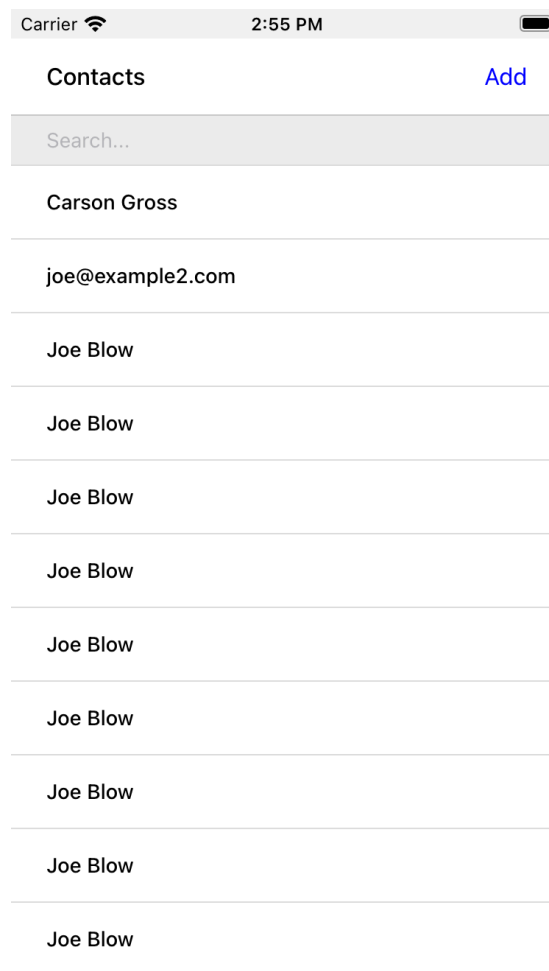 Carrier 2:55 PM
Contacts Add
Search...
Carson Gross
joe@example2.com
Joe Blow
Joe Blow
Joe Blow
Joe Blow
Joe Blow
Joe Blow
Joe Blow
Joe Blow
Joe Blow